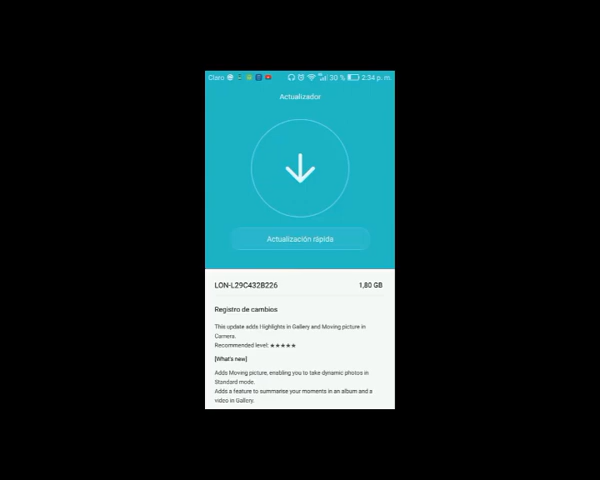 Claro 30 % 2:34 p. m.
Actualizador
Actualización rápida
LON-L29C432B226 1,80 GB
Registro de cambios
This update adds Highlights in Gallery and Moving picture in
Camera.
Recommended level: ★★★★★
[What's new]
Adds Moving picture, enabling you to take dynamic photos in
Standard mode.
Adds a feature to summarise your moments in an album and a
video in Gallery.